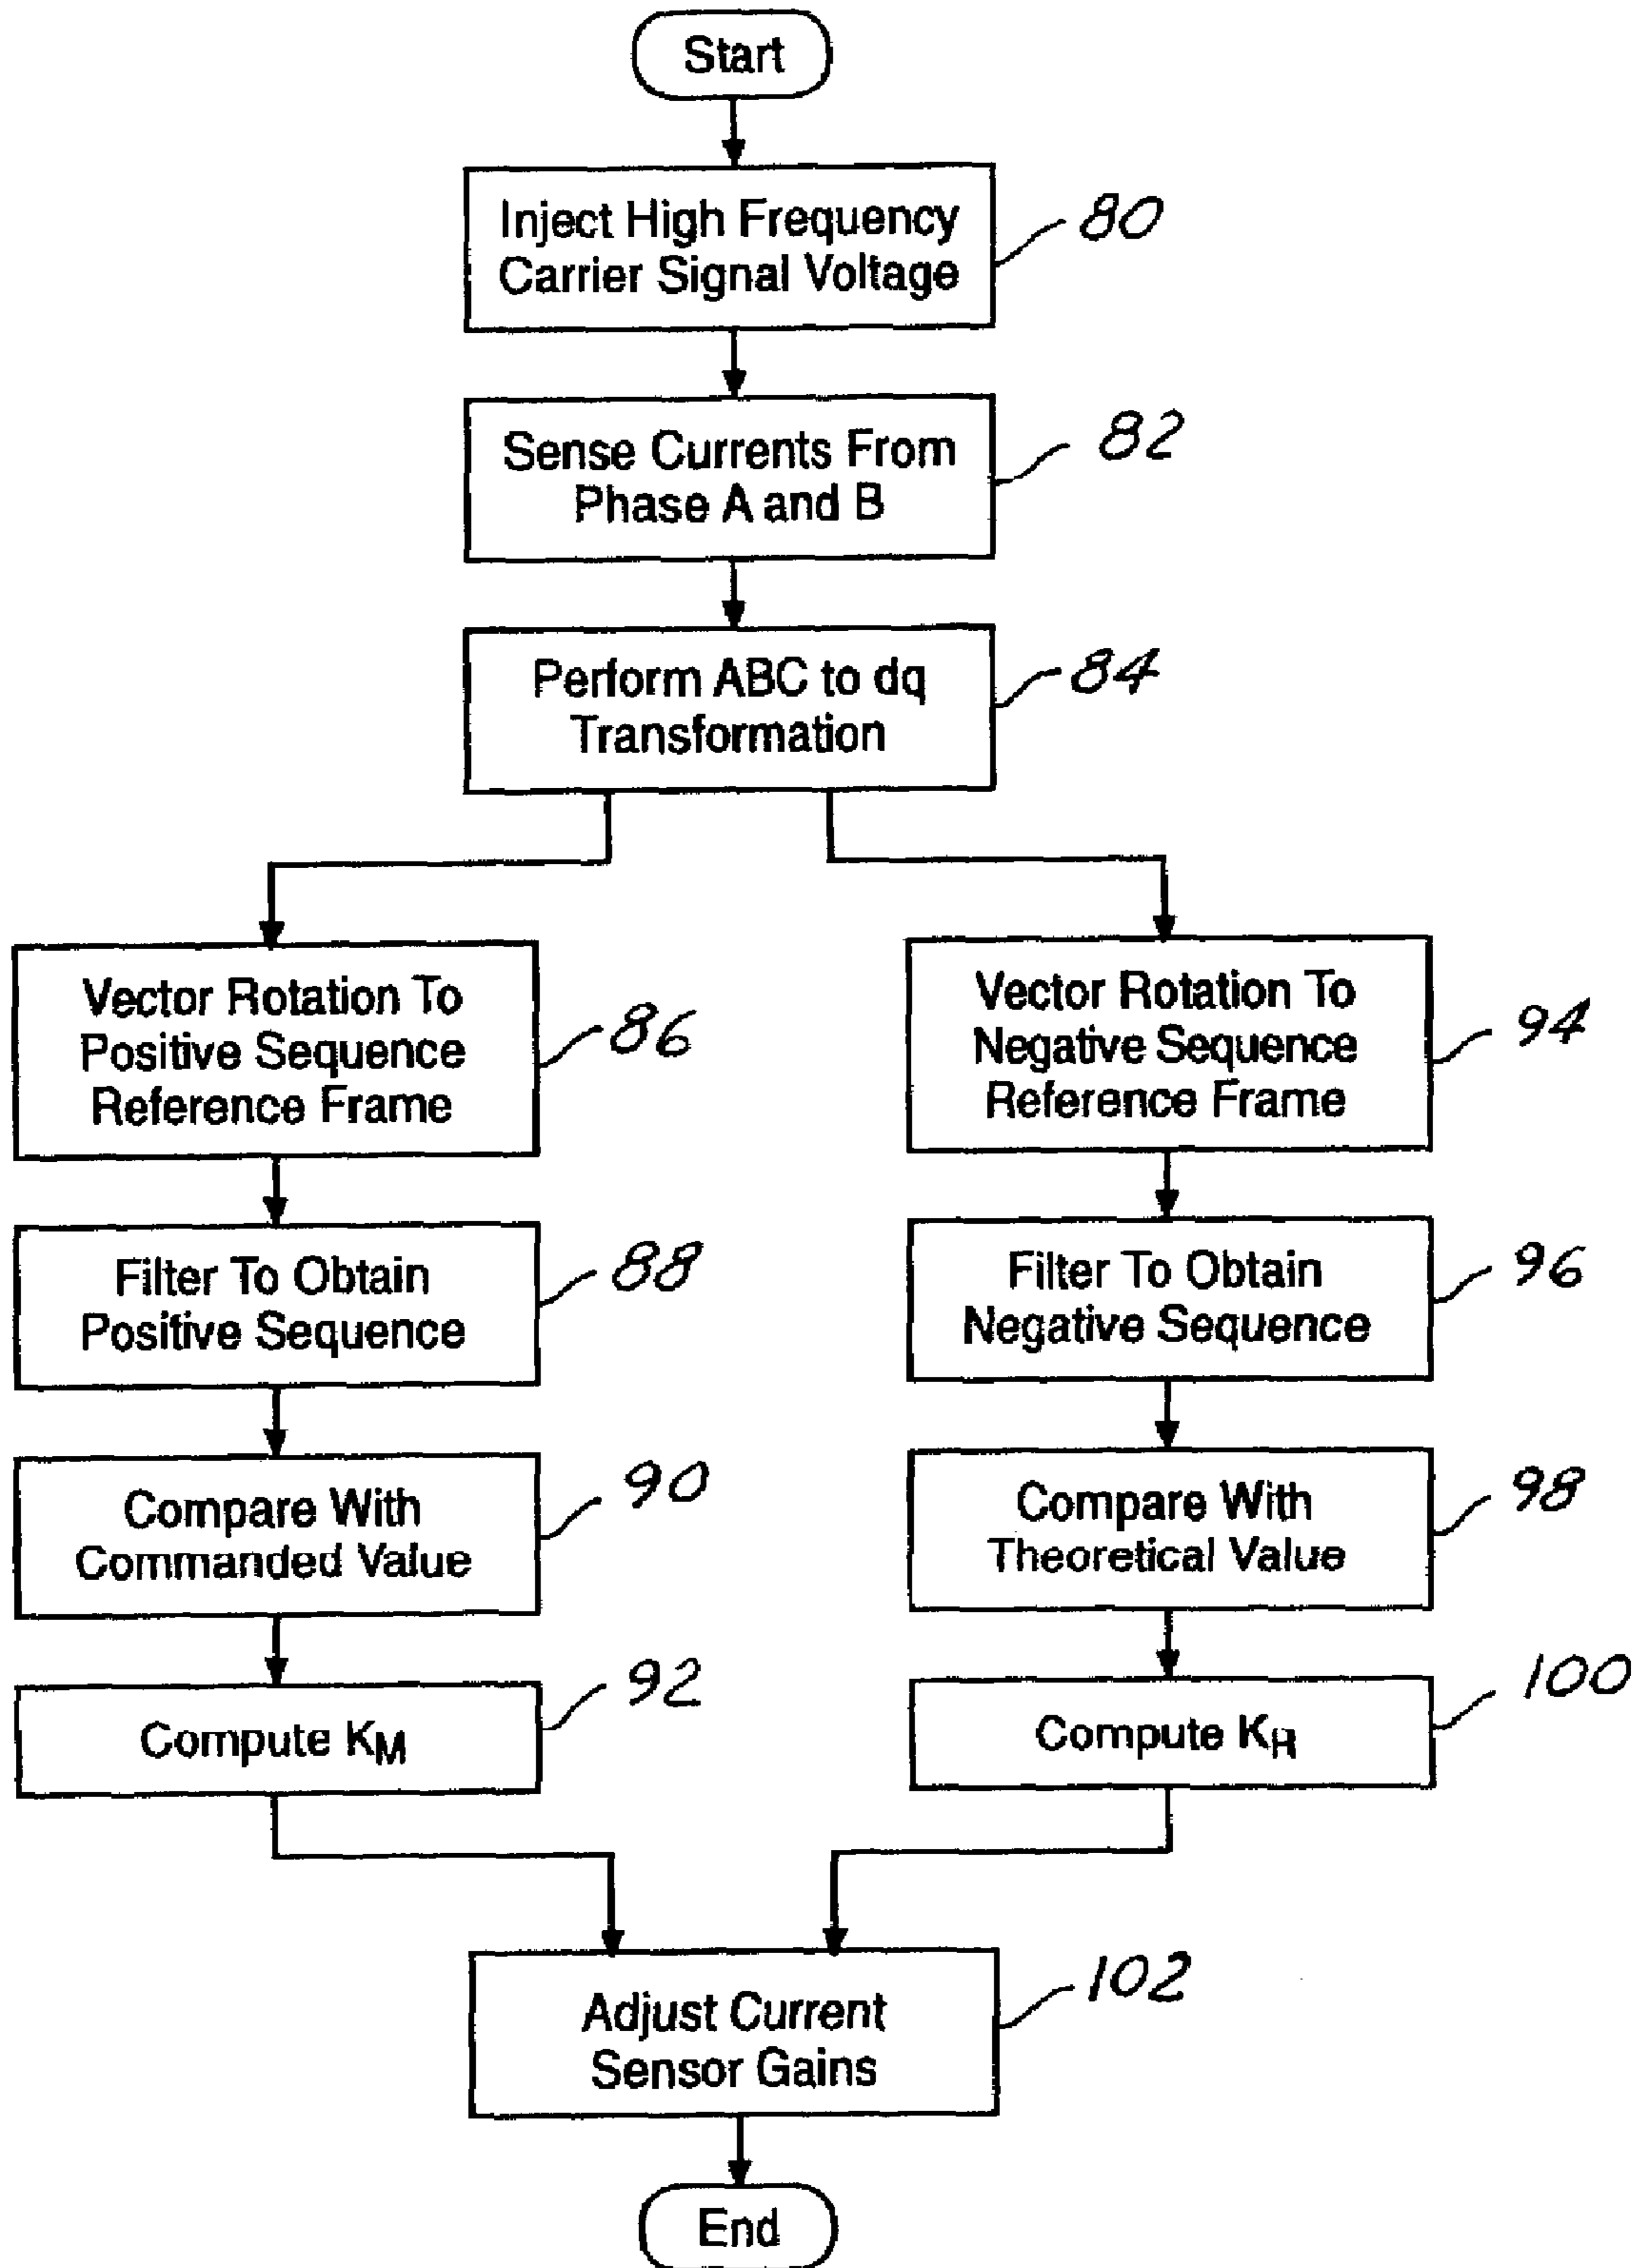 Start
Inject High Frequency
Carrier Signal Voltage
80
Sense Currents From
Phase A and B
82
Perform ABC to dq
Transformation
84
Vector Rotation To
Positive Sequence
Reference Frame
86
Filter To Obtain
Positive Sequence
88
Compare With
Commanded Value
90
Compute KM
92
Vector Rotation To
Negative Sequence
Reference Frame
94
Filter To Obtain
Negative Sequence
96
Compare With
Theoretical Value
98
Compute KR
100
Adjust Current
Sensor Gains
102
End